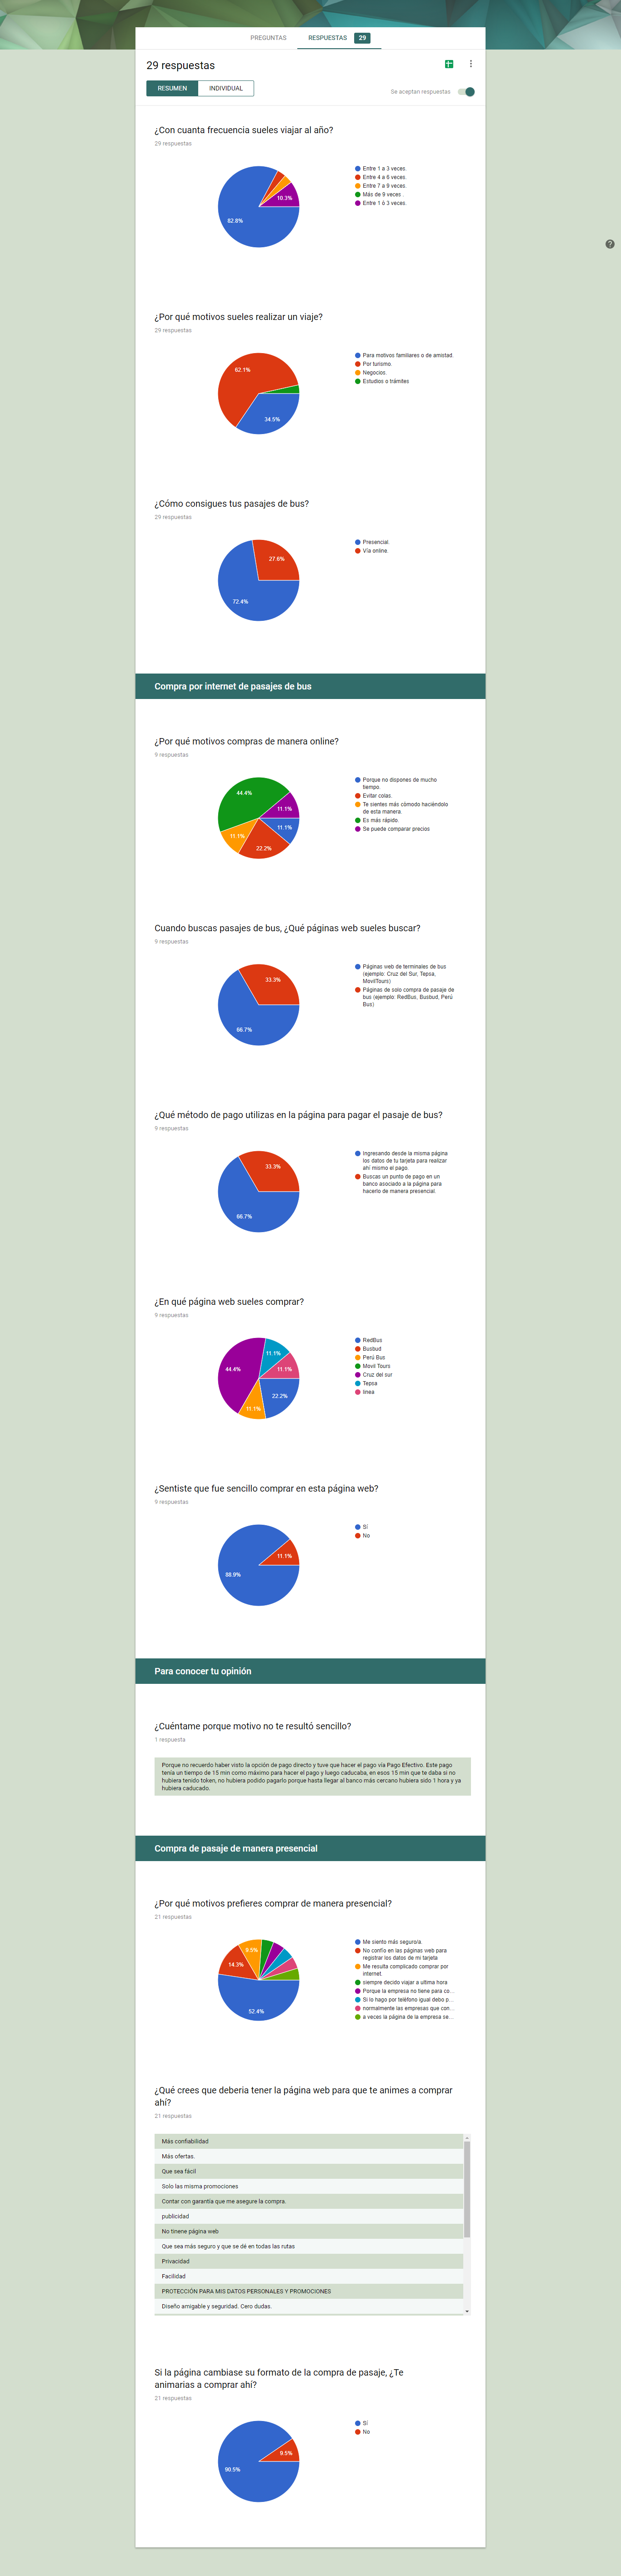 PREGUNTAS
RESPUESTAS 29
29 respuestas
RESUMEN
INDIVIDUAL
Se aceptan respuestas
¿Con cuanta frecuencia sueles viajar al año?
29 respuestas
82.8%
10.3%
Entre 1 a 3 veces.
Entre 4 a 6 veces.
Entre 7 a 9 veces.
Más de 9 veces
Entre 1 ó 3 veces.
¿Por qué motivos sueles realizar un viaje?
29 respuestas
62.1%
34.5%
Para motivos familiares o de amistad.
Por turismo.
Negocios.
Estudios o trámites
¿Cómo consigues tus pasajes de bus?
29 respuestas
27.6%
72.4%
Presencial.
Vía online.
Compra por internet de pasajes de bus
¿Por qué motivos compras de manera online?
9 respuestas
44.4%
11.1%
11.1%
11.1%
22.2%
Porque no dispones de mucho
tiempo.
Evitar colas.
Te sientes más cómodo haciéndolo
de esta manera.
Es más rápido.
Se puede comparar precios
Cuando buscas pasajes de bus, ¿Qué páginas web sueles buscar?
9 respuestas
33.3%
66.7%
Páginas web de terminales de bus
(ejemplo: Cruz del Sur, Tepsa,
MovilTours)
Páginas de solo compra de pasaje de
bus (ejemplo: RedBus, Busbud, Perú
Bus)
¿Qué método de pago utilizas en la página para pagar el pasaje de bus?
9 respuestas
33.3%
66.7%
Ingresando desde la misma página
los datos de tu tarjeta para realizar
ahí mismo el pago.
Buscas un punto de pago en un
banco asociado a la página para
hacerlo de manera presencial.
¿En qué página web sueles comprar?
9 respuestas
11.1%
44.4%
11.1%
22.2%
11.1%
RedBus
Busbud
Perú Bus
Movil Tours
Cruz del sur
Tepsa
linea
¿Sentiste que fue sencillo comprar en esta página web?
9 respuestas
11.1%
88.9%
Sí
No
Para conocer tu opinión
¿Cuéntame porque motivo no te resultó sencillo?
1 respuesta
Porque no recuerdo haber visto la opción de pago directo y tuve que hacer el pago vía Pago Efectivo. Este pago
tenía un tiempo de 15 min como máximo para hacer el pago y luego caducaba, en esos 15 min que te daba si no
hubiera tenido token, no hubiera podido pagarlo porque hasta llegar al banco más cercano hubiera sido 1 hora y ya
hubiera caducado.
Compra de pasaje de manera presencial
¿Por qué motivos prefieres comprar de manera presencial?
21 respuestas
9.5%
14.3%
52.4%
Me siento más seguro/a.
No confío en las páginas web para
registrar los datos de mi tarjeta
Me resulta complicado comprar por
internet.
siempre decido viajar a ultima hora
Porque la empresa no tiene para co...
Si lo hago por teléfono igual debo p...
normalmente las empresas que con...
a veces la página de la empresa se...
¿Qué crees que deberia tener la página web para que te animes a comprar
ahí?
21 respuestas
Más confiabilidad
Más ofertas.
Que sea fácil
Solo las misma promociones
Contar con garantía que me asegure la compra.
publicidad
No tinene página web
Que sea más seguro y que se dé en todas las rutas
Privacidad
Facilidad
PROTECCIÓN PARA MIS DATOS PERSONALES Y PROMOCIONES
Diseño amigable y seguridad. Cero dudas.
Si la página cambiase su formato de la compra de pasaje, ¿Te
animarias a comprar ahí?
21 respuestas
9.5%
90.5%
Sí
No